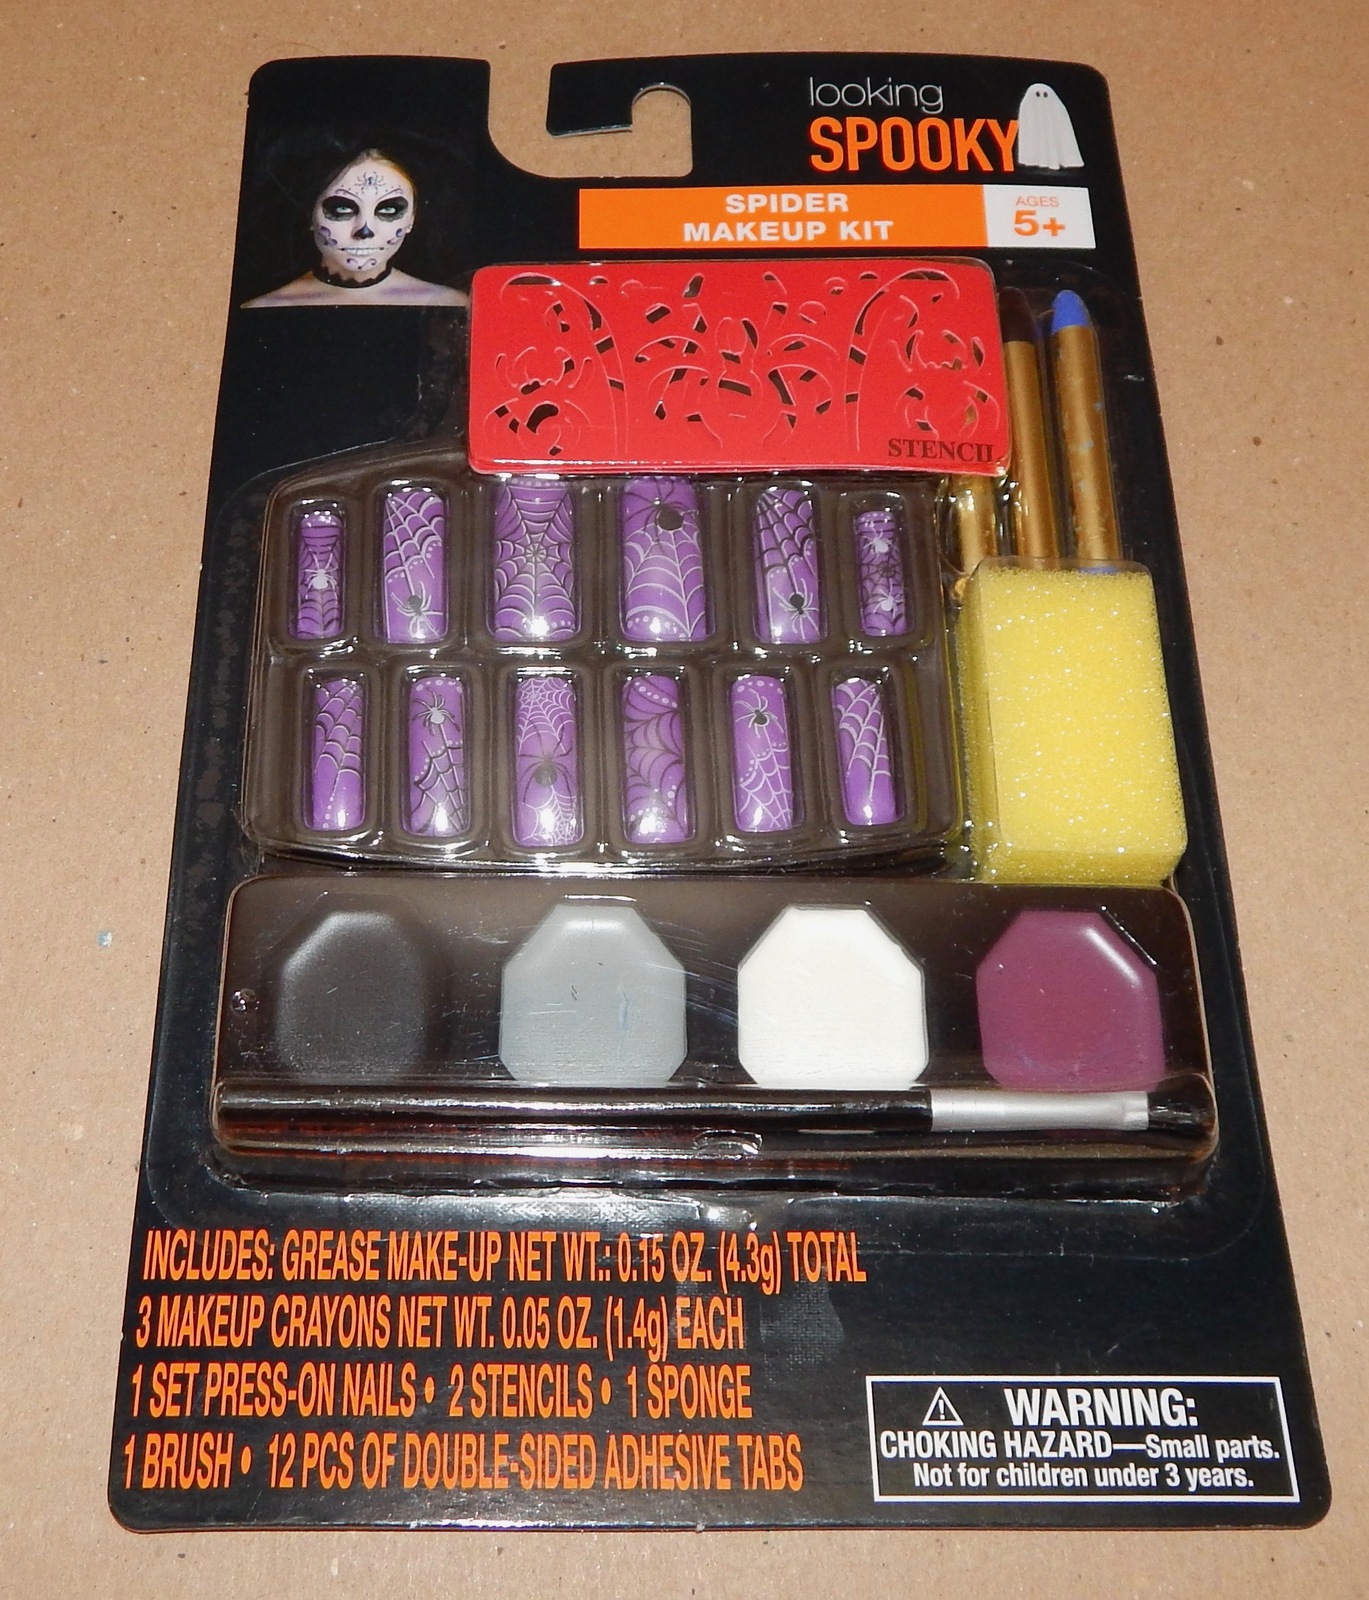 looking
SPOOKY
SPIDER
MAKEUP KIT
AGES
5+
STENCIL
INCLUDES: GREASE MAKE-UP NET WT.: 0.15 OZ. (4.3g) TOTAL
3 MAKEUP CRAYONS NET WT. 0.05 OZ. (1.4g) EACH
1 SET PRESS-ON NAILS • 2 STENCILS • 1 SPONGE
1 BRUSH • 12 PCS OF DOUBLE-SIDED ADHESIVE TABS
WARNING:
CHOKING HAZARD—Small parts.
Not for children under 3 years.